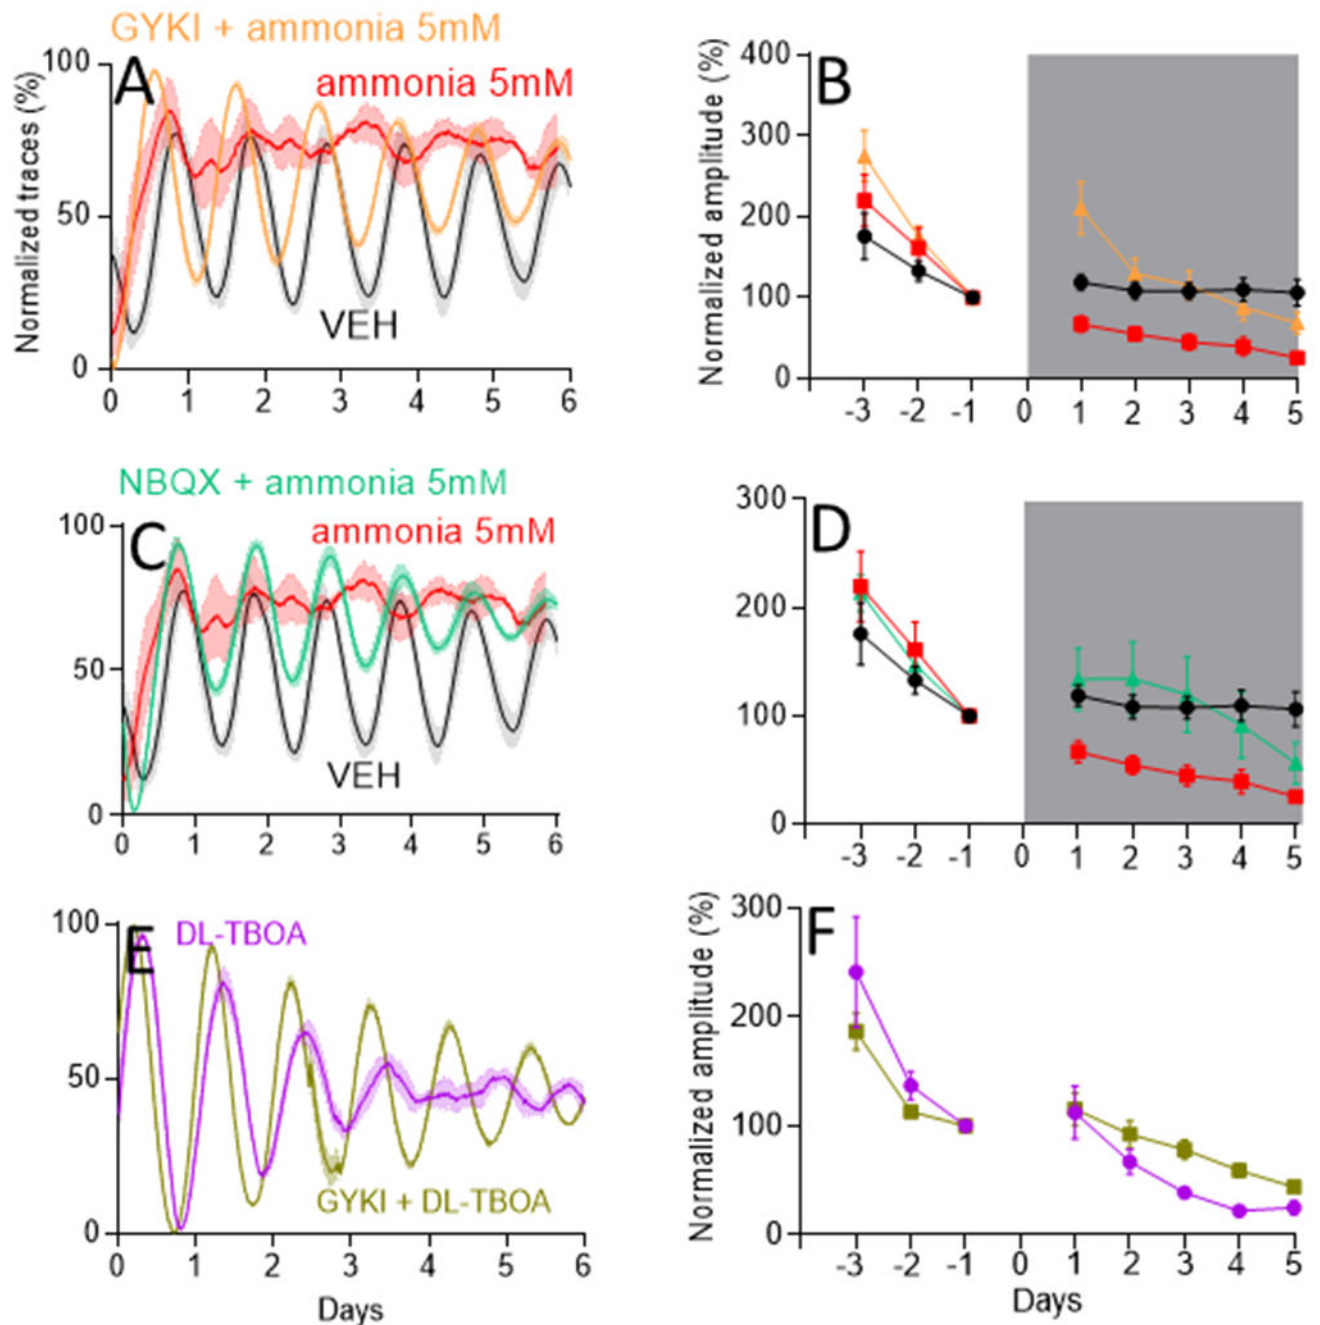 GYKI + ammonia 5mM
A
ammonia 5mM
VEH
Normalized traces (%)
100
50
0
0 1 2 3 4 5 6
B
Normalized amplitude (%)
400
300
200
100
0
-3 -2 -1 0 1 2 3 4 5
NBQX + ammonia 5mM
C
ammonia 5mM
VEH
100
50
0
0 1 2 3 4 5 6
D
300
200
100
0
-3 -2 -1 0 1 2 3 4 5
E
DL-TBOA
GYKI + DL-TBOA
100
50
0
0 1 2 3 4 5 6
Days
F
Normalized amplitude (%)
300
200
100
0
-3 -2 -1 0 1 2 3 4 5
Days